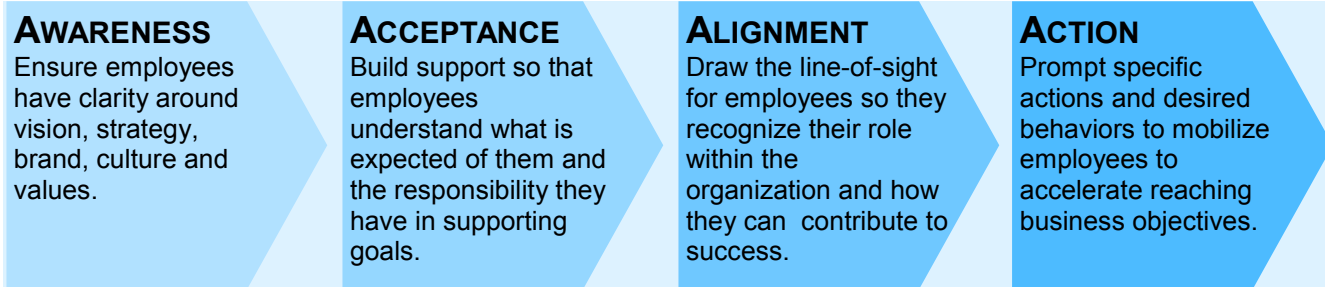 AWARENESS
Ensure employees
have clarity around
vision, strategy,
brand, culture and
values.
ACCEPTANCE
Build support so that
employees
understand what is
expected of them and
the responsibility they
have in supporting
goals.
ALIGNMENT
Draw the line-of-sight
for employees so they
recognize their role
within the
organization and how
they can  contribute to
success.
ACTION
Prompt specific
actions and desired
behaviors to mobilize
employees to
accelerate reaching
business objectives.